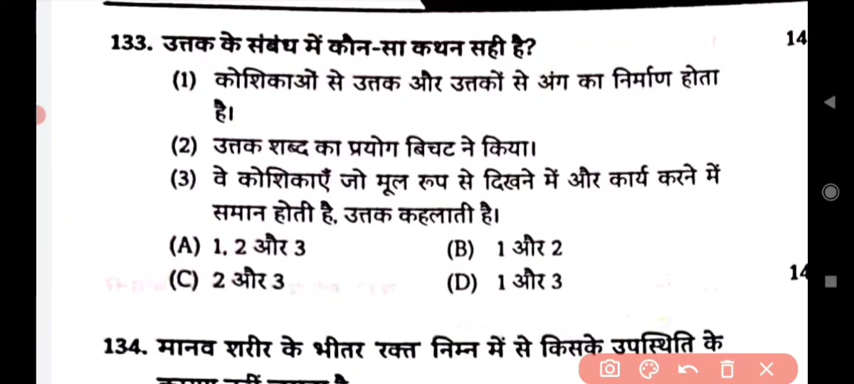 133. उत्तक के संबंध में कौन-सा कथन सही है?
14
(1) कोशिकाओं से उत्तक और उत्तकों से अंग का निर्माण होता
है।
(2) उत्तक शब्द का प्रयोग बिचट ने किया।
(3) वे कोशिकाएँ जो मूल रुप से दिखने में और कार्य करने में
समान होती है, उत्तक कहलाती है।
(A) 1, 2 और 3
(B) 1 और 2
(C) 2 और 3
(D) 1 और 3
14
134. मानव शरीर के भीतर रक्त निम्न में से किसके उपस्थिति के